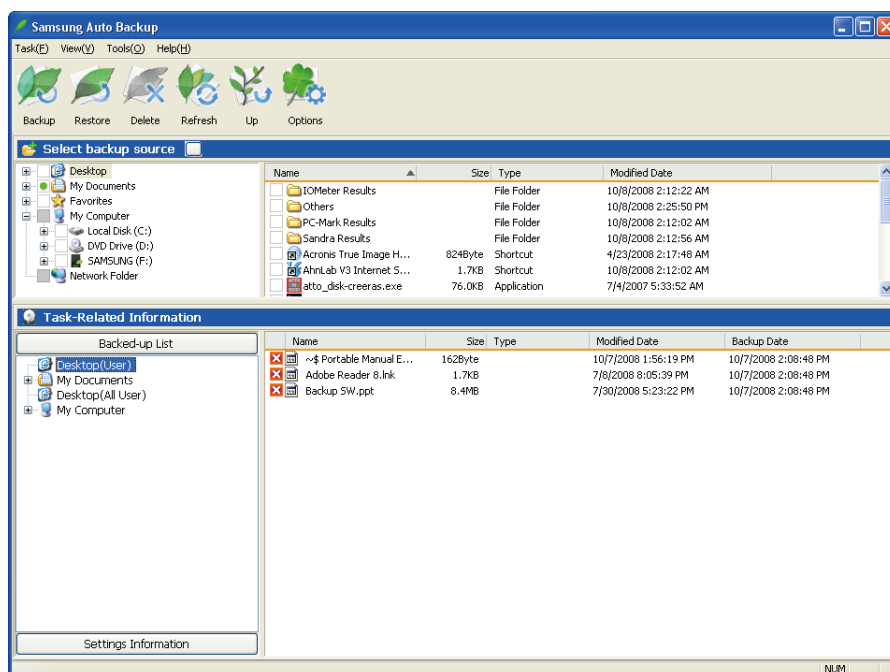 Samsung Auto Backup
Task(F) View(V) Tools(O) Help(H)
Backup Restore Delete Refresh Up Options
Select backup source
Desktop
My Documents
Favorites
My Computer
Local Disk (C:)
DVD Drive (D:)
SAMSUNG (F:)
Network Folder
Name Size Type Modified Date
IOMeter Results File Folder 10/8/2008 2:12:22 AM
Others File Folder 10/8/2008 2:25:50 PM
PC-Mark Results File Folder 10/8/2008 2:12:02 AM
Sandra Results File Folder 10/8/2008 2:12:56 AM
Acronis True Image H... 824Byte Shortcut 4/23/2008 2:17:48 AM
AhnLab V3 Internet S... 1.7KB Shortcut 10/8/2008 2:12:02 AM
atto_disk-creeras.exe 76.0KB Application 7/4/2007 5:33:52 AM
Task-Related Information
Backed-up List
Desktop(User)
My Documents
Desktop(All User)
My Computer
Settings Information
Name Size Type Modified Date Backup Date
~$ Portable Manual E... 162Byte 10/7/2008 1:56:19 PM 10/7/2008 2:08:48 PM
Adobe Reader 8.lnk 1.7KB 7/8/2008 8:05:39 PM 10/7/2008 2:08:48 PM
Backup SW.ppt 8.4MB 7/30/2008 5:23:22 PM 10/7/2008 2:08:48 PM
NUM